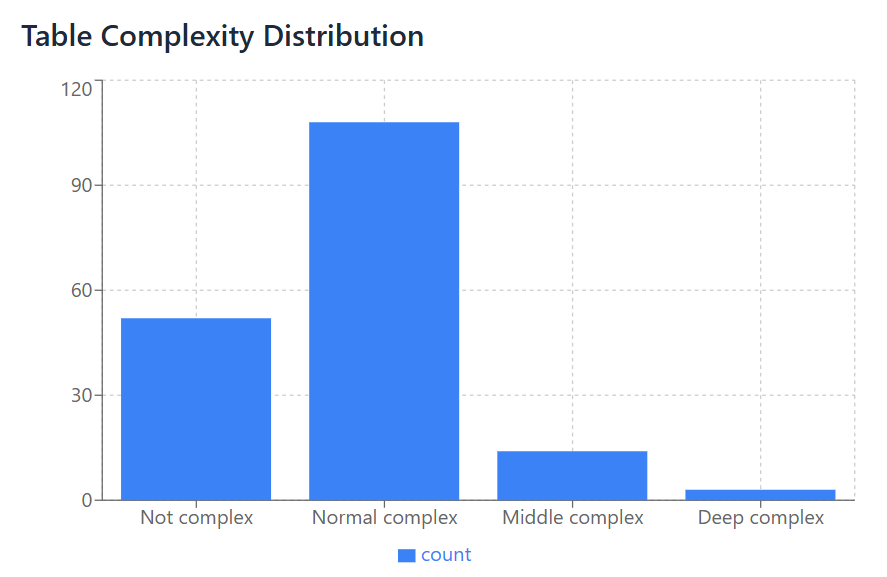 Table Complexity Distribution
120
90
60
30
0
Not complex Normal complex Middle complex Deep complex
count